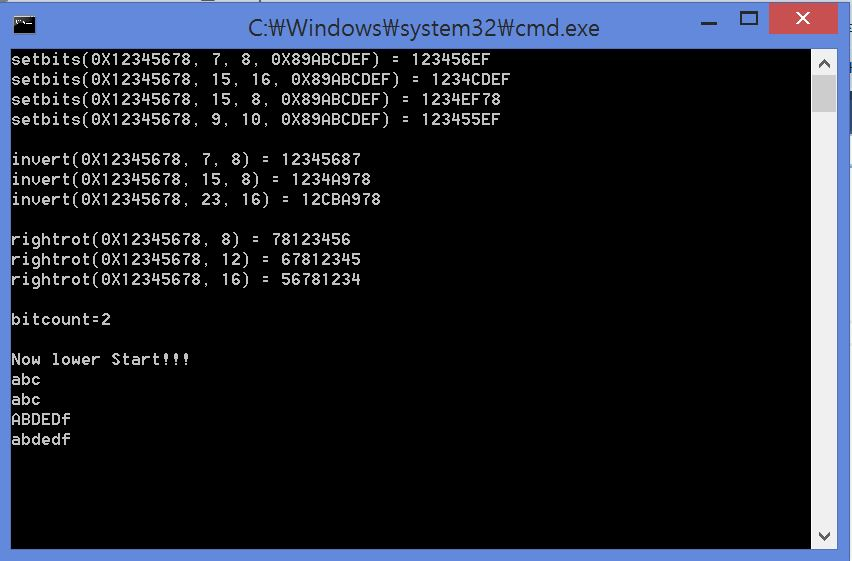 C:₩Windows₩system32₩cmd.exe
setbits(0X12345678, 7, 8, 0X89ABCDEF) = 123456EF
setbits(0X12345678, 15, 16, 0X89ABCDEF) = 1234CDEF
setbits(0X12345678, 15, 8, 0X89ABCDEF) = 1234EF78
setbits(0X12345678, 9, 10, 0X89ABCDEF) = 123455EF
invert(0X12345678, 7, 8) = 12345687
invert(0X12345678, 15, 8) = 1234A978
invert(0X12345678, 23, 16) = 12CBA978
rightrot(0X12345678, 8) = 78123456
rightrot(0X12345678, 12) = 67812345
rightrot(0X12345678, 16) = 56781234
bitcount=2
Now lower Start!!!
abc
abc
ABDEDf
abdedf